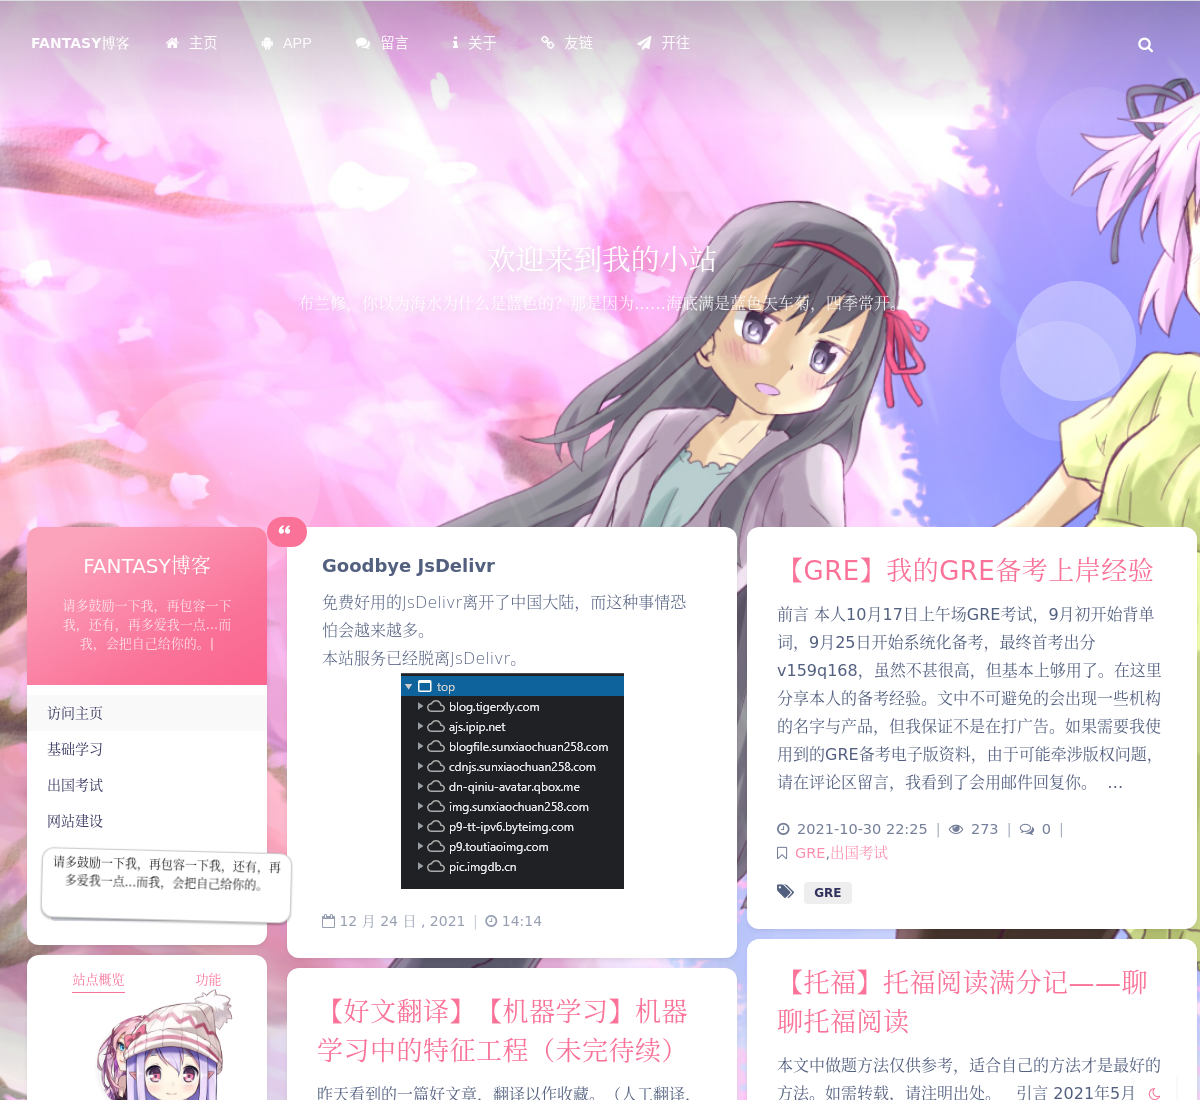 FANTASY博客 主页 APP 留言 关于 友链 开往
欢迎来到我的小站
布兰修，你以为海水为什么是蓝色的？那是因为……海底满是蓝色矢车菊，四季常开。
FANTASY博客
请多鼓励一下我，再包容一下
我，还有，再多爱我一点...而
我，会把自己给你的。|
访问主页
基础学习
出国考试
网站建设
请多鼓励一下我，再包容一下我，还有，再
多爱我一点...而我，会把自己给你的。
站点概览 功能
Goodbye JsDelivr
免费好用的JsDelivr离开了中国大陆，而这种事情恐
怕会越来越多。
本站服务已经脱离JsDelivr。
top
blog.tigerxly.com
ajs.ipip.net
blogfile.sunxiaochuan258.com
cdnjs.sunxiaochuan258.com
dn-qiniu-avatar.qbox.me
img.sunxiaochuan258.com
p9-tt-ipv6.byteimg.com
p9.toutiaoimg.com
pic.imgdb.cn
12 月 24 日 , 2021 | 14:14
【好文翻译】【机器学习】机器
学习中的特征工程（未完待续）
昨天看到的一篇好文章，翻译以作收藏。（人工翻译，
【GRE】我的GRE备考上岸经验
前言 本人10月17日上午场GRE考试，9月初开始背单
词，9月25日开始系统化备考，最终首考出分
v159q168，虽然不甚很高，但基本上够用了。在这里
分享本人的备考经验。文中不可避免的会出现一些机构
的名字与产品，但我保证不是在打广告。如果需要我使
用到的GRE备考电子版资料，由于可能牵涉版权问题，
请在评论区留言，我看到了会用邮件回复你。 ...
2021-10-30 22:25 | 273 | 0 |
GRE,出国考试
GRE
【托福】托福阅读满分记——聊
聊托福阅读
本文中做题方法仅供参考，适合自己的方法才是最好的
方法。如需转载，请注明出处。 引言 2021年5月